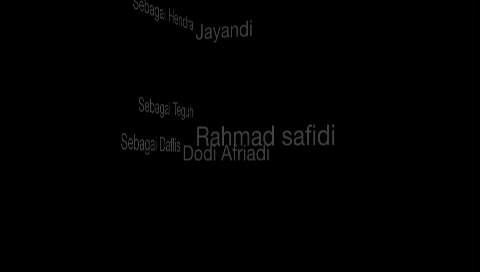 Sebagai Hendra Jayandi
Sebagai Teguh Rahmad safidi
Sebagai Daflis Dodi Afriadi